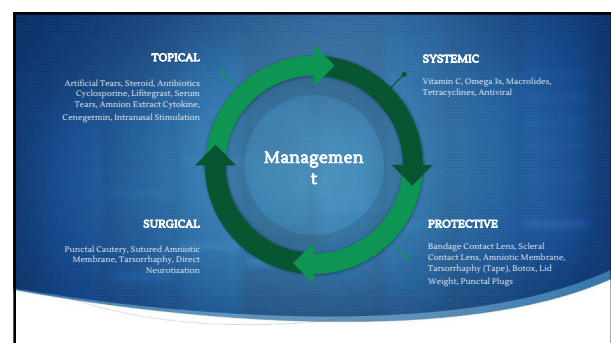 TOPICAL
Artificial Tears, Steroid, Antibiotics
Cyclosporine, Lifitegrast, Serum
Tears, Amnion Extract Cytokine,
Cenegermin, Intranasal Stimulation
SYSTEMIC
Vitamin C, Omega 3s, Macrolides,
Tetracyclines, Antiviral
Managemen
t
SURGICAL
Punctal Cautery, Sutured Amniotic
Membrane, Tarsorrhaphy, Direct
Neurotization
PROTECTIVE
Bandage Contact Lens, Scleral
Contact Lens, Amniotic Membrane,
Tarsorrhaphy (Tape), Botox, Lid
Weight, Punctal Plugs